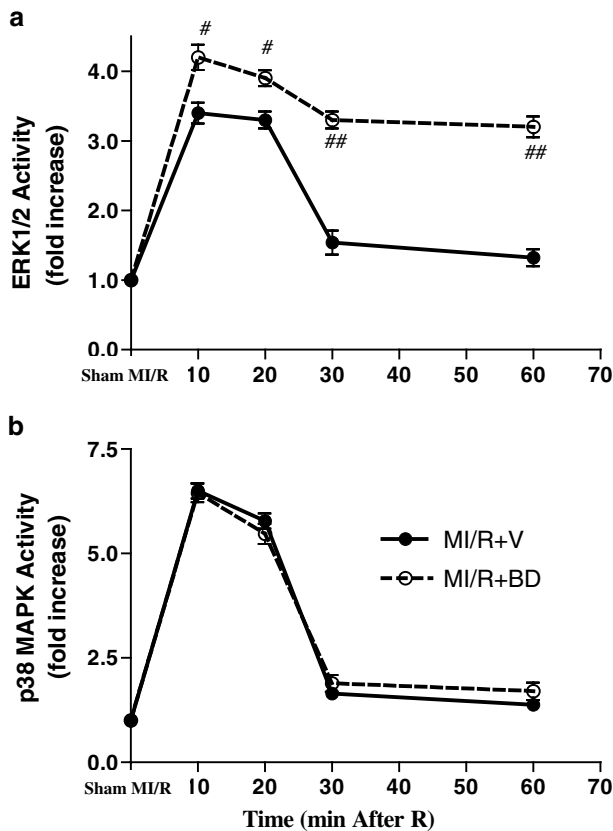 a
ERK1/2 Activity
(fold increase)
4.0
3.0
2.0
1.0
0.0
#
#
##
##
Sham MI/R 10 20 30 40 50 60 70
b
p38 MAPK Activity
(fold increase)
7.5
5.0
2.5
0.0
MI/R+V
MI/R+BD
Sham MI/R 10 20 30 40 50 60 70
Time (min After R)